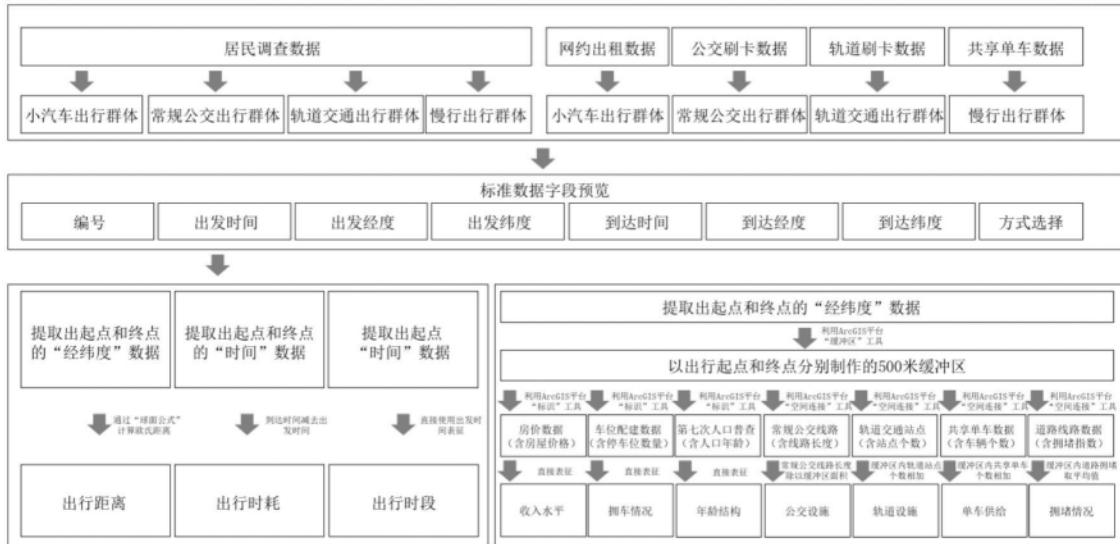 居民调查数据
网约出租数据
公交刷卡数据
轨道刷卡数据
共享单车数据
小汽车出行群体
常规公交出行群体
轨道交通出行群体
慢行出行群体
小汽车出行群体
常规公交出行群体
轨道交通出行群体
慢行出行群体
标准数据字段预览
编号
出发时间
出发经度
出发纬度
到达时间
到达经度
到达纬度
方式选择
提取出起点和终点
的“经纬度”数据
提取出起点和终点
的“时间”数据
提取出起点
“时间”数据
通过“球面公式”
计算欧氏距离
到达时间减去出
发时间
直接使用出发时
间表征
出行距离
出行时耗
出行时段
提取出起点和终点的“经纬度”数据
利用ArcGIS平台
“缓冲区”工具
以出行起点和终点分别制作的500米缓冲区
利用ArcGIS平台
“标识”工具
利用ArcGIS平台
“标识”工具
利用ArcGIS平台
“标识”工具
利用ArcGIS平台
“空间连接”工具
利用ArcGIS平台
“空间连接”工具
利用ArcGIS平台
“空间连接”工具
利用ArcGIS平台
“空间连接”工具
房价数据
(含房屋价格)
车位配建数据
(含停车位数量)
第七次人口普查
(含人口年龄)
常规公交线路
(含线路长度)
轨道交通站点
(含站点个数)
共享单车数据
(含车辆个数)
道路线路数据
(含拥堵指数)
直接表征
直接表征
直接表征
常规公交线路长度
除以缓冲区面积
缓冲区内轨道站点
个数相加
缓冲区内共享单车
个数相加
缓冲区内道路拥堵
取平均值
收入水平
拥车情况
年龄结构
公交设施
轨道设施
单车供给
拥堵情况